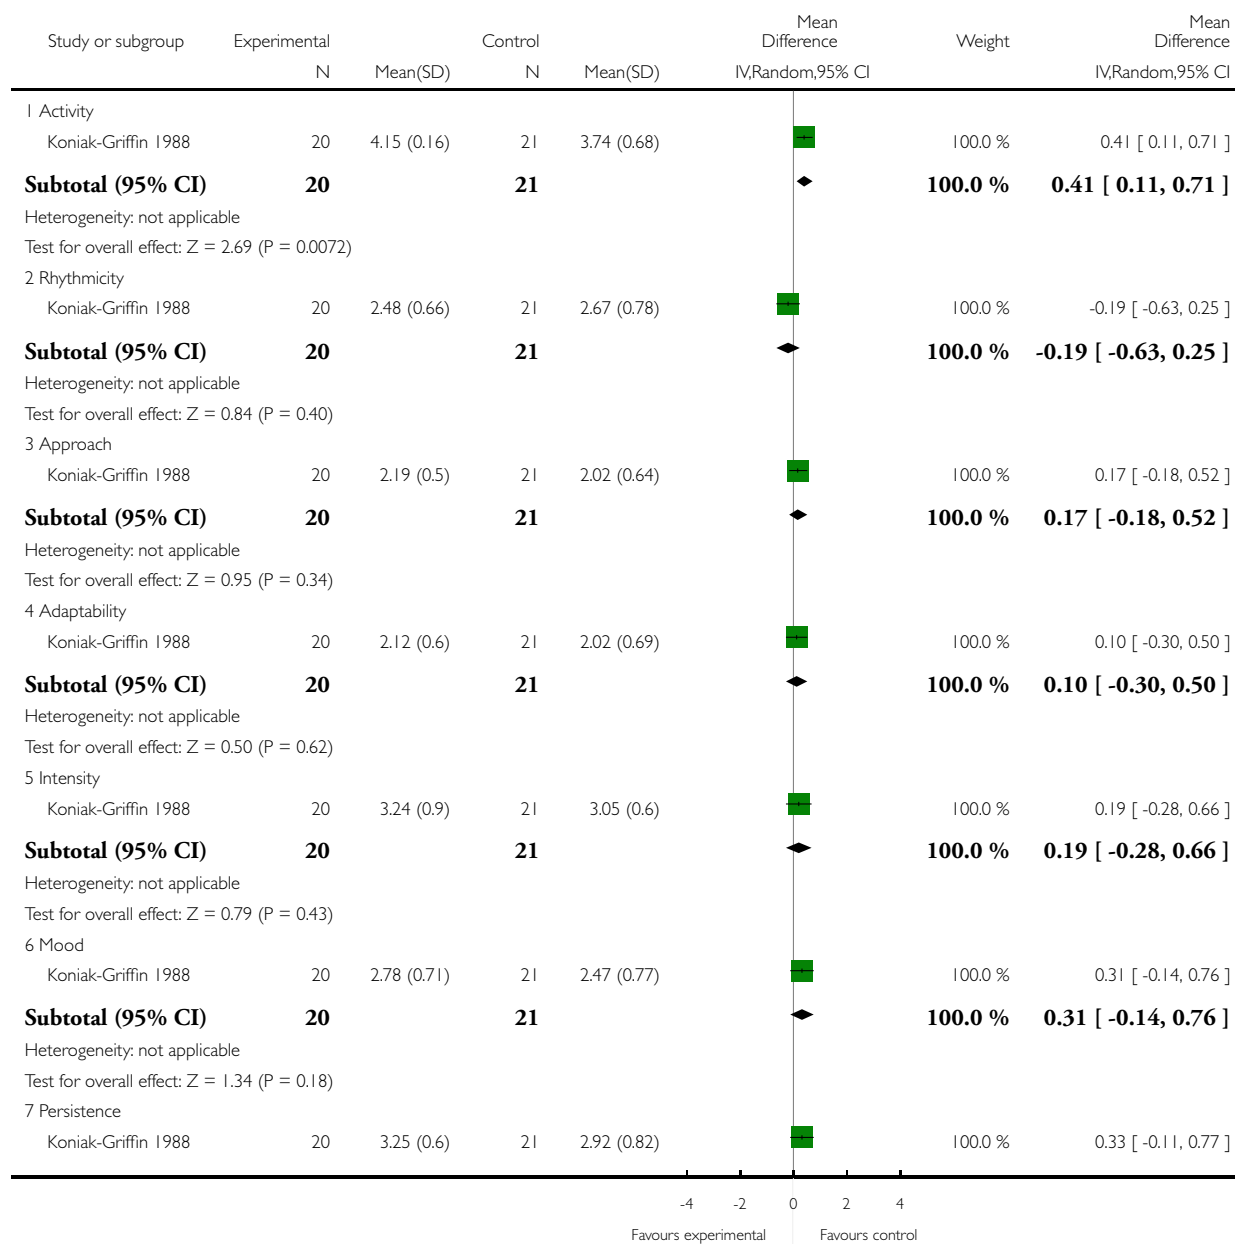 Study or subgroup Experimental Control Mean Difference Weight Mean Difference
N Mean(SD) N Mean(SD) IV,Random,95% CI IV,Random,95% CI
1 Activity
Koniak-Griffin 1988 20 4.15 (0.16) 21 3.74 (0.68) 100.0 % 0.41 [ 0.11, 0.71 ]
Subtotal (95% CI) 20 21 100.0 % 0.41 [ 0.11, 0.71 ]
Heterogeneity: not applicable
Test for overall effect: Z = 2.69 (P = 0.0072)
2 Rhythmicity
Koniak-Griffin 1988 20 2.48 (0.66) 21 2.67 (0.78) 100.0 % -0.19 [ -0.63, 0.25 ]
Subtotal (95% CI) 20 21 100.0 % -0.19 [ -0.63, 0.25 ]
Heterogeneity: not applicable
Test for overall effect: Z = 0.84 (P = 0.40)
3 Approach
Koniak-Griffin 1988 20 2.19 (0.5) 21 2.02 (0.64) 100.0 % 0.17 [ -0.18, 0.52 ]
Subtotal (95% CI) 20 21 100.0 % 0.17 [ -0.18, 0.52 ]
Heterogeneity: not applicable
Test for overall effect: Z = 0.95 (P = 0.34)
4 Adaptability
Koniak-Griffin 1988 20 2.12 (0.6) 21 2.02 (0.69) 100.0 % 0.10 [ -0.30, 0.50 ]
Subtotal (95% CI) 20 21 100.0 % 0.10 [ -0.30, 0.50 ]
Heterogeneity: not applicable
Test for overall effect: Z = 0.50 (P = 0.62)
5 Intensity
Koniak-Griffin 1988 20 3.24 (0.9) 21 3.05 (0.6) 100.0 % 0.19 [ -0.28, 0.66 ]
Subtotal (95% CI) 20 21 100.0 % 0.19 [ -0.28, 0.66 ]
Heterogeneity: not applicable
Test for overall effect: Z = 0.79 (P = 0.43)
6 Mood
Koniak-Griffin 1988 20 2.78 (0.71) 21 2.47 (0.77) 100.0 % 0.31 [ -0.14, 0.76 ]
Subtotal (95% CI) 20 21 100.0 % 0.31 [ -0.14, 0.76 ]
Heterogeneity: not applicable
Test for overall effect: Z = 1.34 (P = 0.18)
7 Persistence
Koniak-Griffin 1988 20 3.25 (0.6) 21 2.92 (0.82) 100.0 % 0.33 [ -0.11, 0.77 ]
-4 -2 0 2 4
Favours experimental Favours control